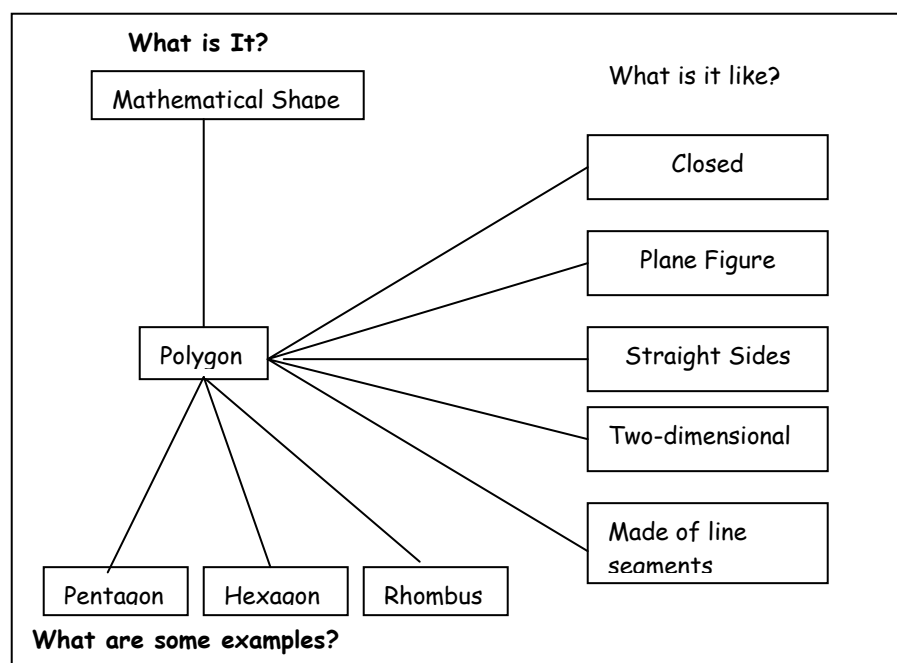 What is It?
What is it like?
Mathematical Shape
Closed
Plane Figure
Polygon
Straight Sides
Two-dimensional
Made of line
segments
Pentagon
Hexagon
Rhombus
What are some examples?